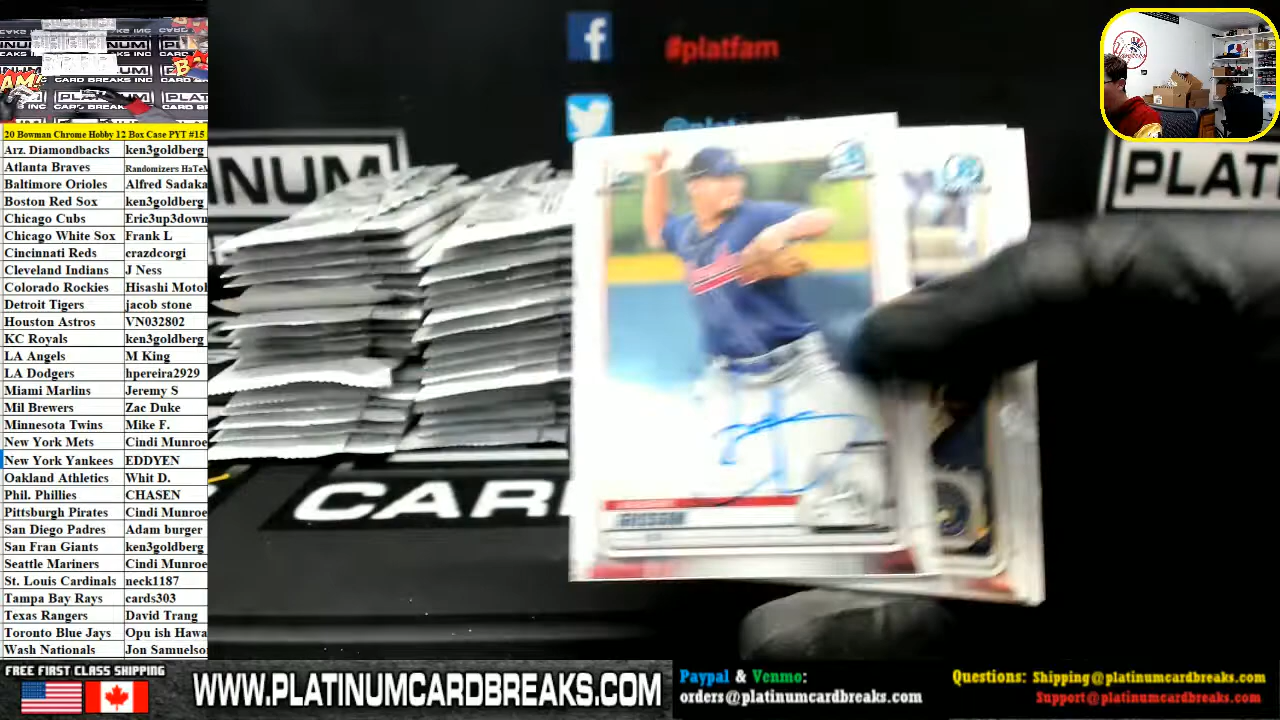 #platfam
INUM
PLAT
CARD
20 Bowman Chrome Hobby 12 Box Case PYT #15
Arz. Diamondbacks ken3goldberg
Atlanta Braves Randomizers HaTeM
Baltimore Orioles Alfred Sadaka
Boston Red Sox ken3goldberg
Chicago Cubs Eric3up3down
Chicago White Sox Frank L
Cincinnati Reds crazdcorgi
Cleveland Indians J Ness
Colorado Rockies Hisashi Motoh
Detroit Tigers jacob stone
Houston Astros VN032802
KC Royals ken3goldberg
LA Angels M King
LA Dodgers hpereira2929
Miami Marlins Jeremy S
Mil Brewers Zac Duke
Minnesota Twins Mike F.
New York Mets Cindi Munroe
New York Yankees EDDYEN
Oakland Athletics Whit D.
Phil. Phillies CHASEN
Pittsburgh Pirates Cindi Munroe
San Diego Padres Adam burger
San Fran Giants ken3goldberg
Seattle Mariners Cindi Munroe
St. Louis Cardinals neck1187
Tampa Bay Rays cards303
Texas Rangers David Trang
Toronto Blue Jays Opu ish Hawa
Wash Nationals Jon Samuelso
FREE FIRST CLASS SHIPPING
WWW.PLATINUMCARDBREAKS.COM
Paypal & Venmo:
orders@platinumcardbreaks.com
Questions: Shipping@platinumcardbreaks.com
Support@platinumcardbreaks.com